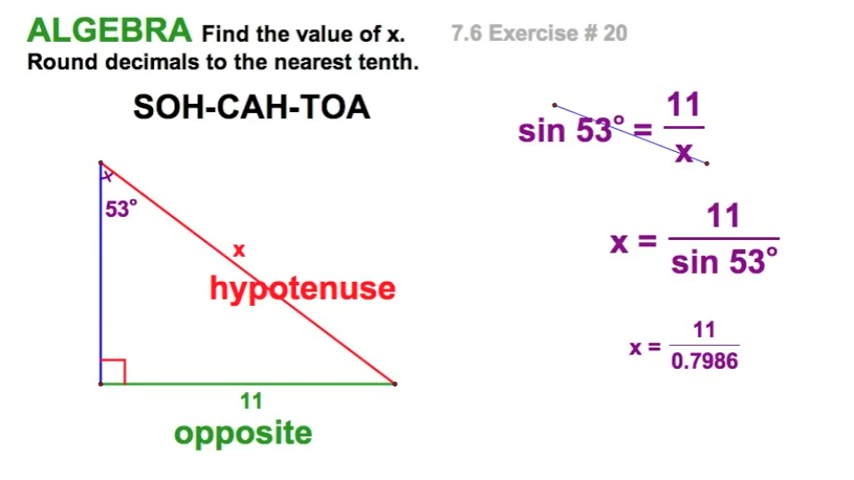 ALGEBRA Find the value of x.
Round decimals to the nearest tenth.
7.6 Exercise # 20
SOH-CAH-TOA
53°
x
hypotenuse
11
opposite
sin 53° = 11
x
x = 11
sin 53°
x = 11
0.7986